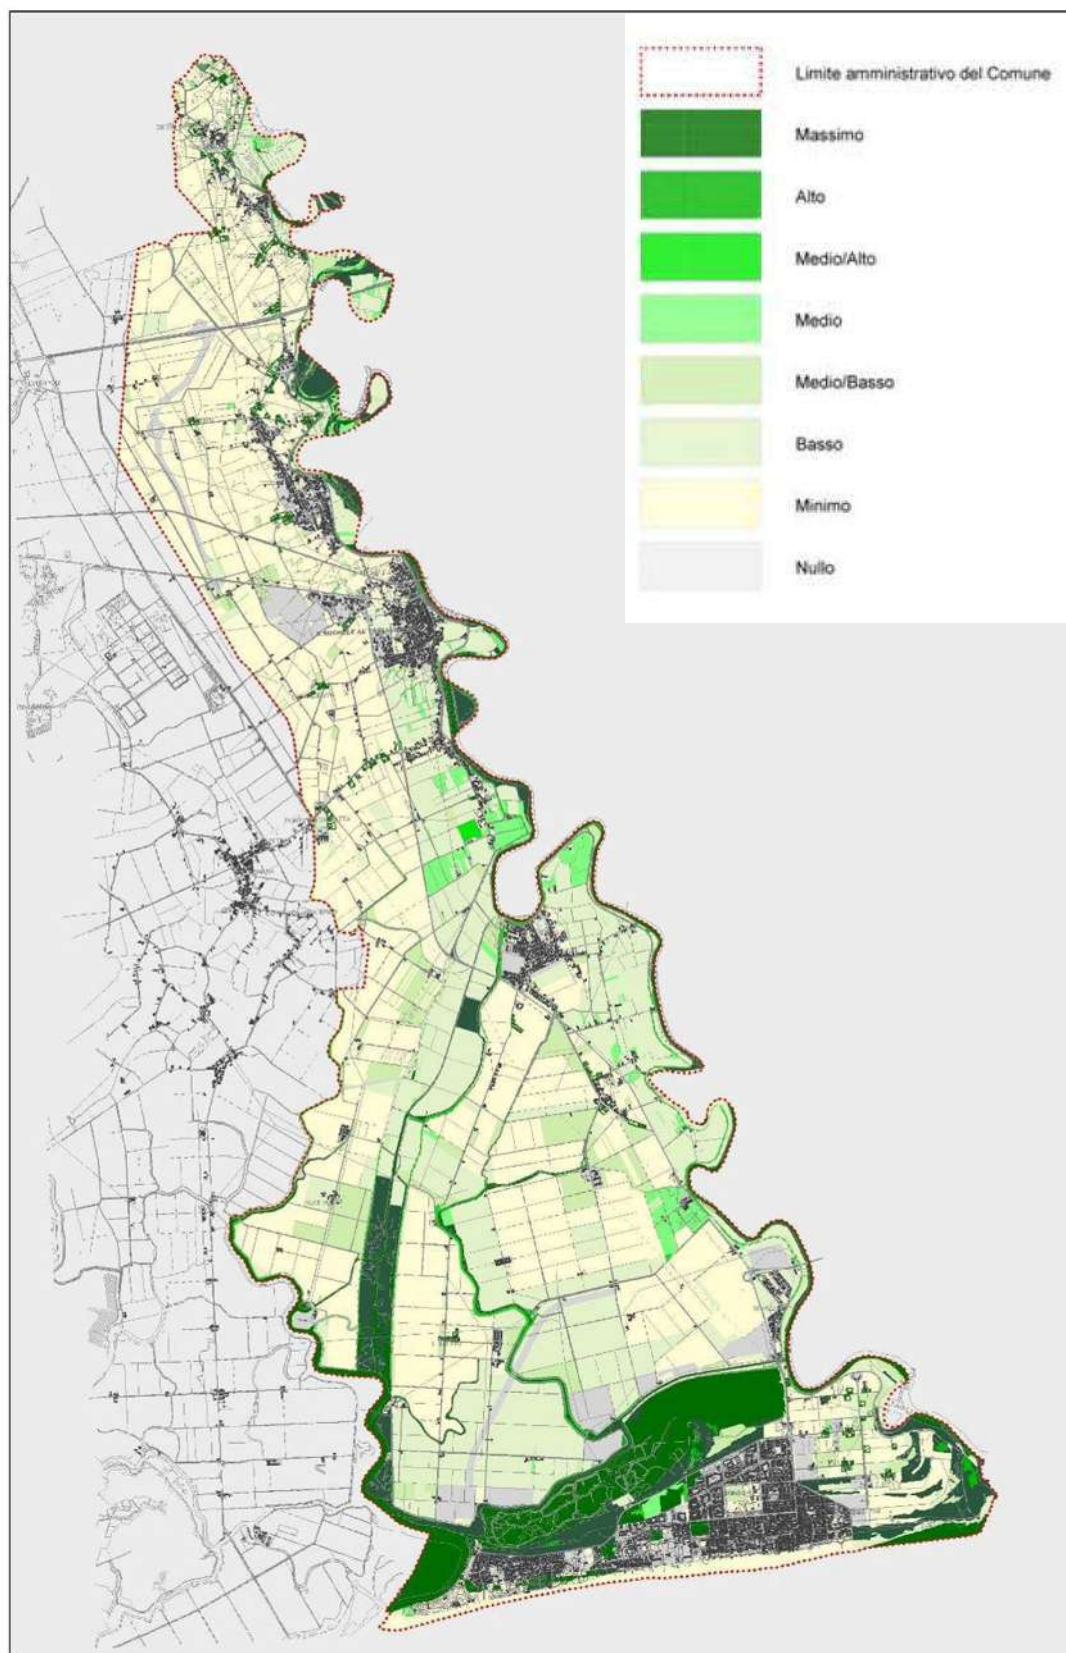 Limite amministrativo del Comune
Massimo
Alto
Medio/Alto
Medio
Medio/Basso
Basso
Minimo
Nullo